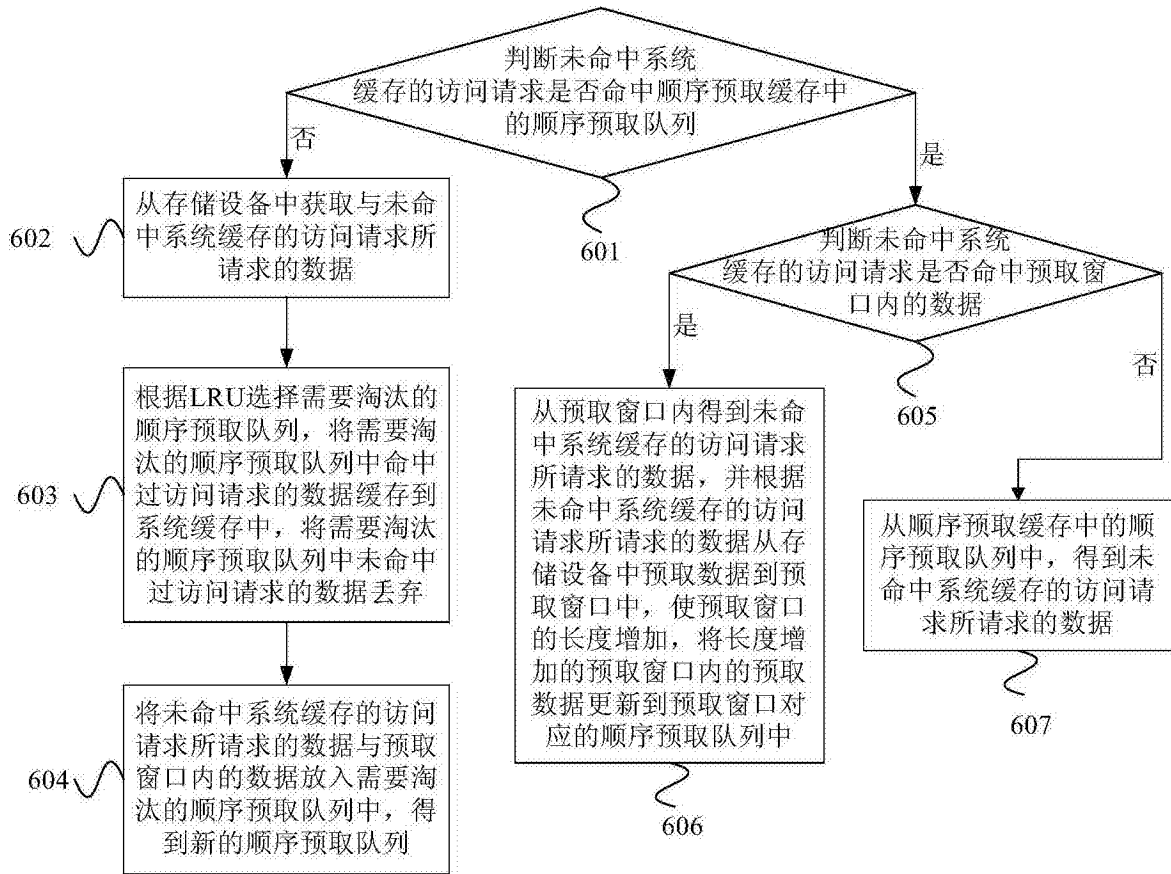 判断未命中系统
缓存的访问请求是否命中顺序预取缓存中
的顺序预取队列
否
是
601
从存储设备中获取与未命
中系统缓存的访问请求所
请求的数据
602
根据LRU选择需要淘汰的
顺序预取队列，将需要淘
汰的顺序预取队列中命中
过访问请求的数据缓存到
系统缓存中，将需要淘汰
的顺序预取队列中未命中
过访问请求的数据丢弃
603
将未命中系统缓存的访问
请求所请求的数据与预取
窗口内的数据放入需要淘
汰的顺序预取队列中，得
到新的顺序预取队列
604
判断未命中系统
缓存的访问请求是否命中预取窗
口内的数据
是
否
605
从预取窗口内得到未命
中系统缓存的访问请求
所请求的数据，并根据
未命中系统缓存的访问
请求所请求的数据从存
储设备中预取数据到预
取窗口中，使预取窗口
的长度增加，将长度增
加的预取窗口内的预取
数据更新到预取窗口对
应的顺序预取队列中
606
从顺序预取缓存中的顺
序预取队列中，得到未
命中系统缓存的访问请
求所请求的数据
607